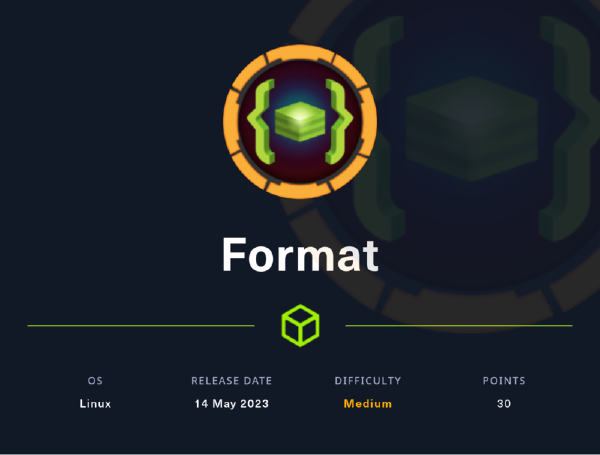 Format
OS RELEASE DATE DIFFICULTY POINTS
Linux 14 May 2023 Medium 30